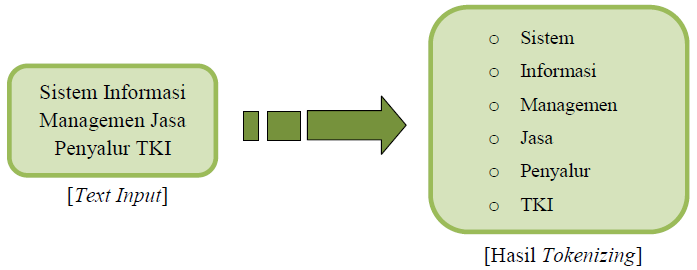 Sistem Informasi
Managemen Jasa
Penyalur TKI
[Text Input]
o Sistem
o Informasi
o Managemen
o Jasa
o Penyalur
o TKI
[Hasil Tokenizing]